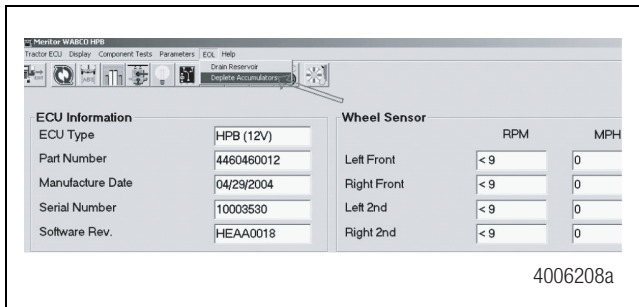 Meritor WABCO HPB
Tractor ECU Display Component Tests Parameters EOL Help
Drain Reservoir
Deplete Accumulators
ABS
ECU Information
ECU Type HPB (12V)
Part Number 4460460012
Manufacture Date 04/29/2004
Serial Number 10003530
Software Rev. HEAA0018
Wheel Sensor
RPM MPH
Left Front < 9 0
Right Front < 9 0
Left 2nd < 9 0
Right 2nd < 9 0
4006208a